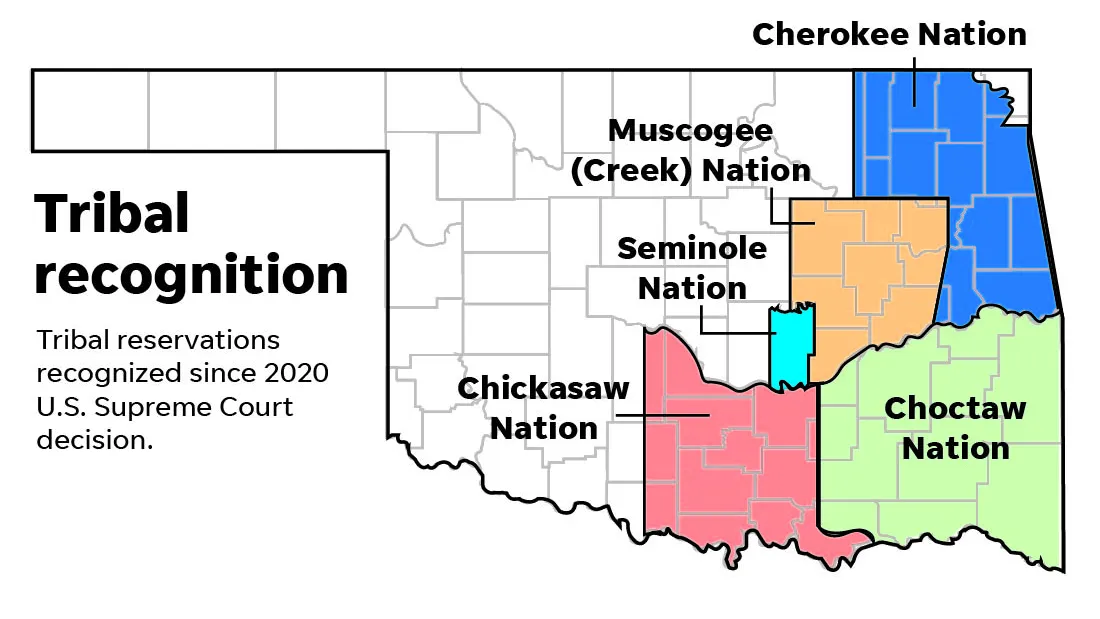 Cherokee Nation
Muscogee
(Creek) Nation
Tribal
recognition
Seminole
Nation
Tribal reservations
recognized since 2020
U.S. Supreme Court
decision.
Chickasaw
Nation
Choctaw
Nation